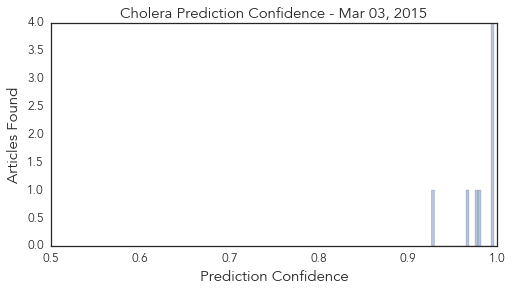 Cholera Prediction Confidence - Mar 03, 2015
4.0
3.5
3.0
2.5
2.0
1.5
1.0
0.5
0.0
Articles Found
0.5 0.6 0.7 0.8 0.9 1.0
Prediction Confidence